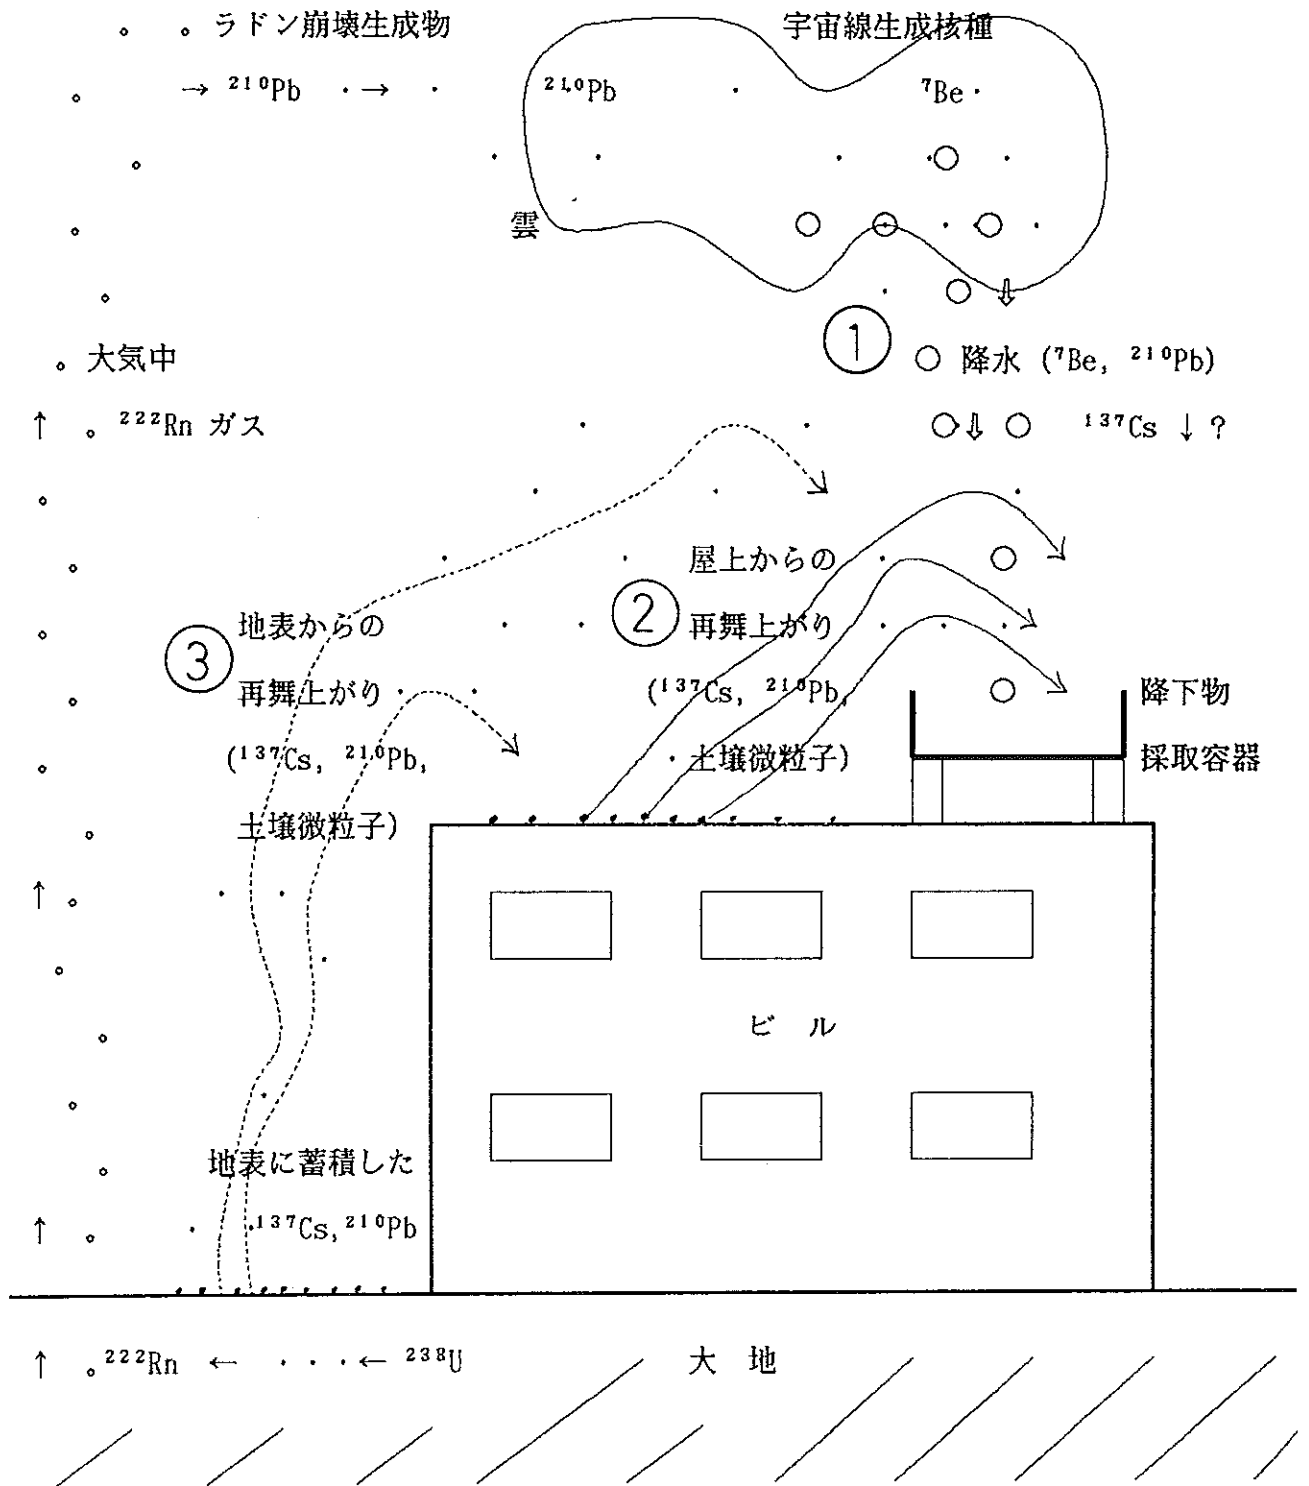 ラドン崩壊生成物
宇宙線生成核種
→ ²¹⁰Pb ・→ ・
²¹⁰Pb
⁷Be
雲
①
降水 (⁷Be, ²¹⁰Pb)
大気中
↑ ²²²Rn ガス
¹³⁷Cs ↓ ?
③
地表からの
再舞上がり
(¹³⁷Cs, ²¹⁰Pb,
土壌微粒子)
②
屋上からの
再舞上がり
(¹³⁷Cs, ²¹⁰Pb,
土壌微粒子)
降下物
採取容器
ビ ル
地表に蓄積した
¹³⁷Cs, ²¹⁰Pb
↑ ²²²Rn ← ・・・← ²³⁸U
大 地